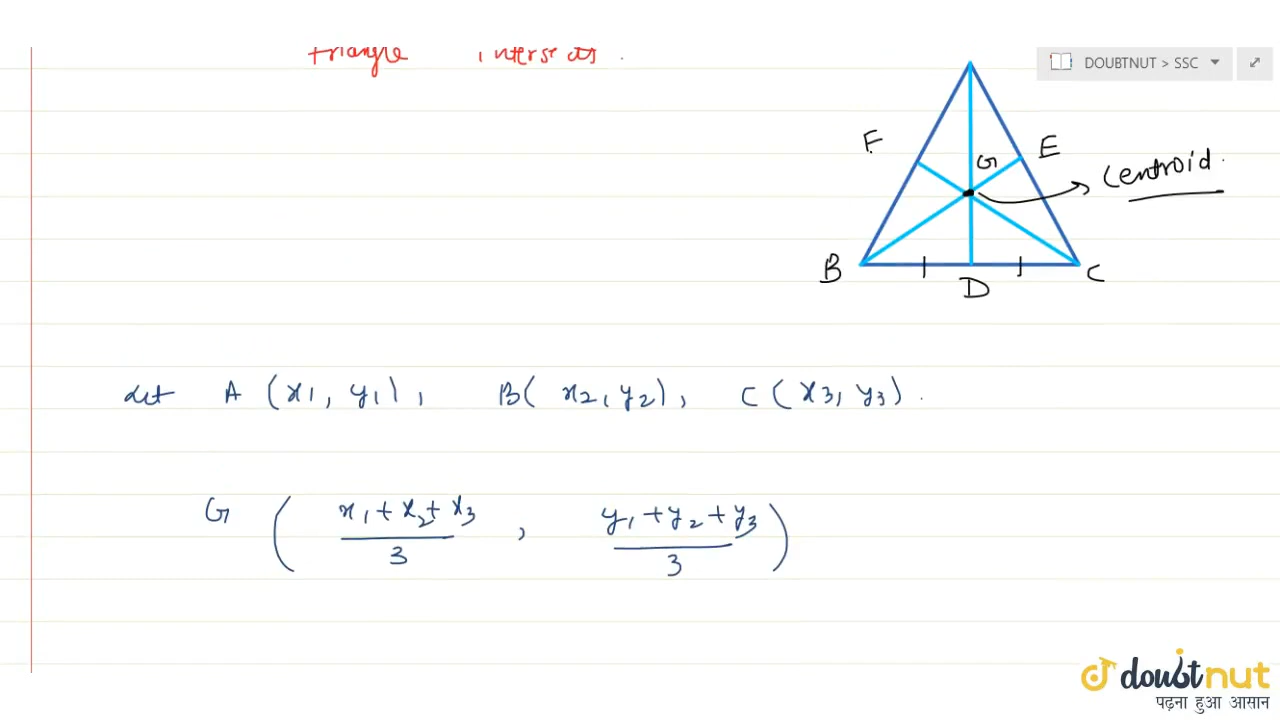 triangle intersects.
DOUBTNUT > SSC
F
G
E
Centroid.
B
D
C
Let A (x1, y1), B( x2, y2), C( x3, y3).
G ( x1 + x2 + x3 / 3 , y1 + y2 + y3 / 3 )
doubtnut
पढ़ना हुआ आसान